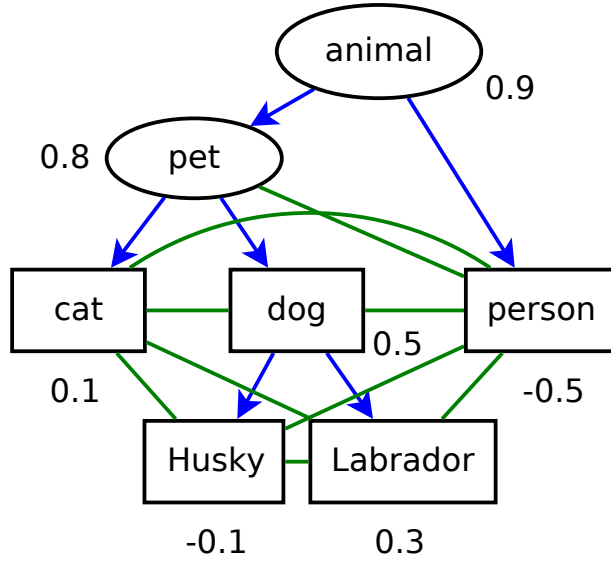 animal
0.9
0.8
pet
cat
dog
person
0.5
0.1
-0.5
Husky
Labrador
-0.1
0.3